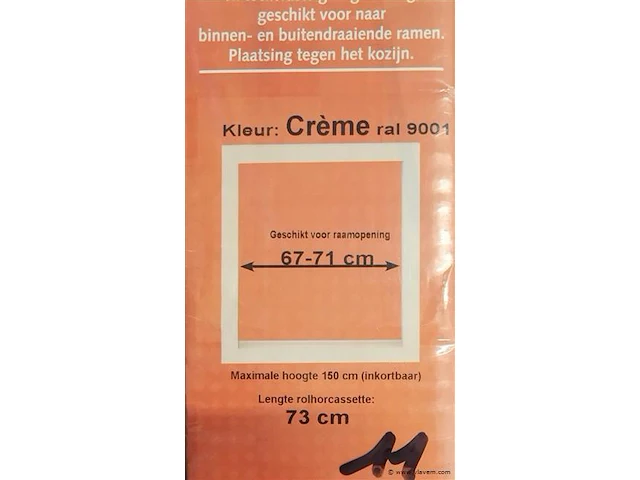 geschikt voor naar
binnen- en buitendraaiende ramen.
Plaatsing tegen het kozijn.
Kleur: Crème ral 9001
Geschikt voor raamopening
67-71 cm
Maximale hoogte 150 cm (inkortbaar)
Lengte rolhorcassette:
73 cm